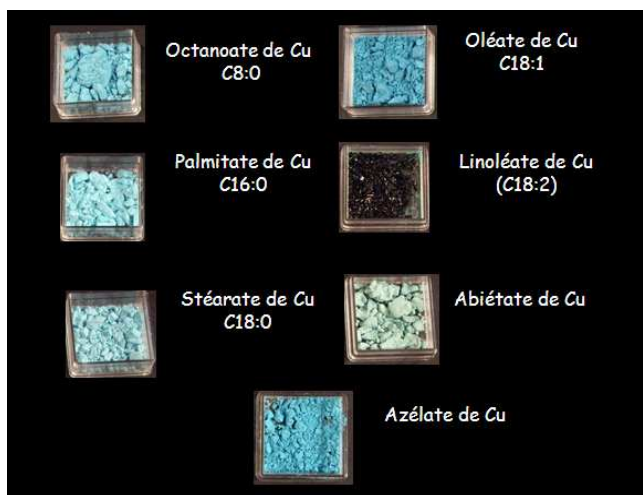 Octanoate de Cu
C8:0
Oléate de Cu
C18:1
Palmitate de Cu
C16:0
Linoléate de Cu
(C18:2)
Stéarate de Cu
C18:0
Abiétate de Cu
Azélate de Cu